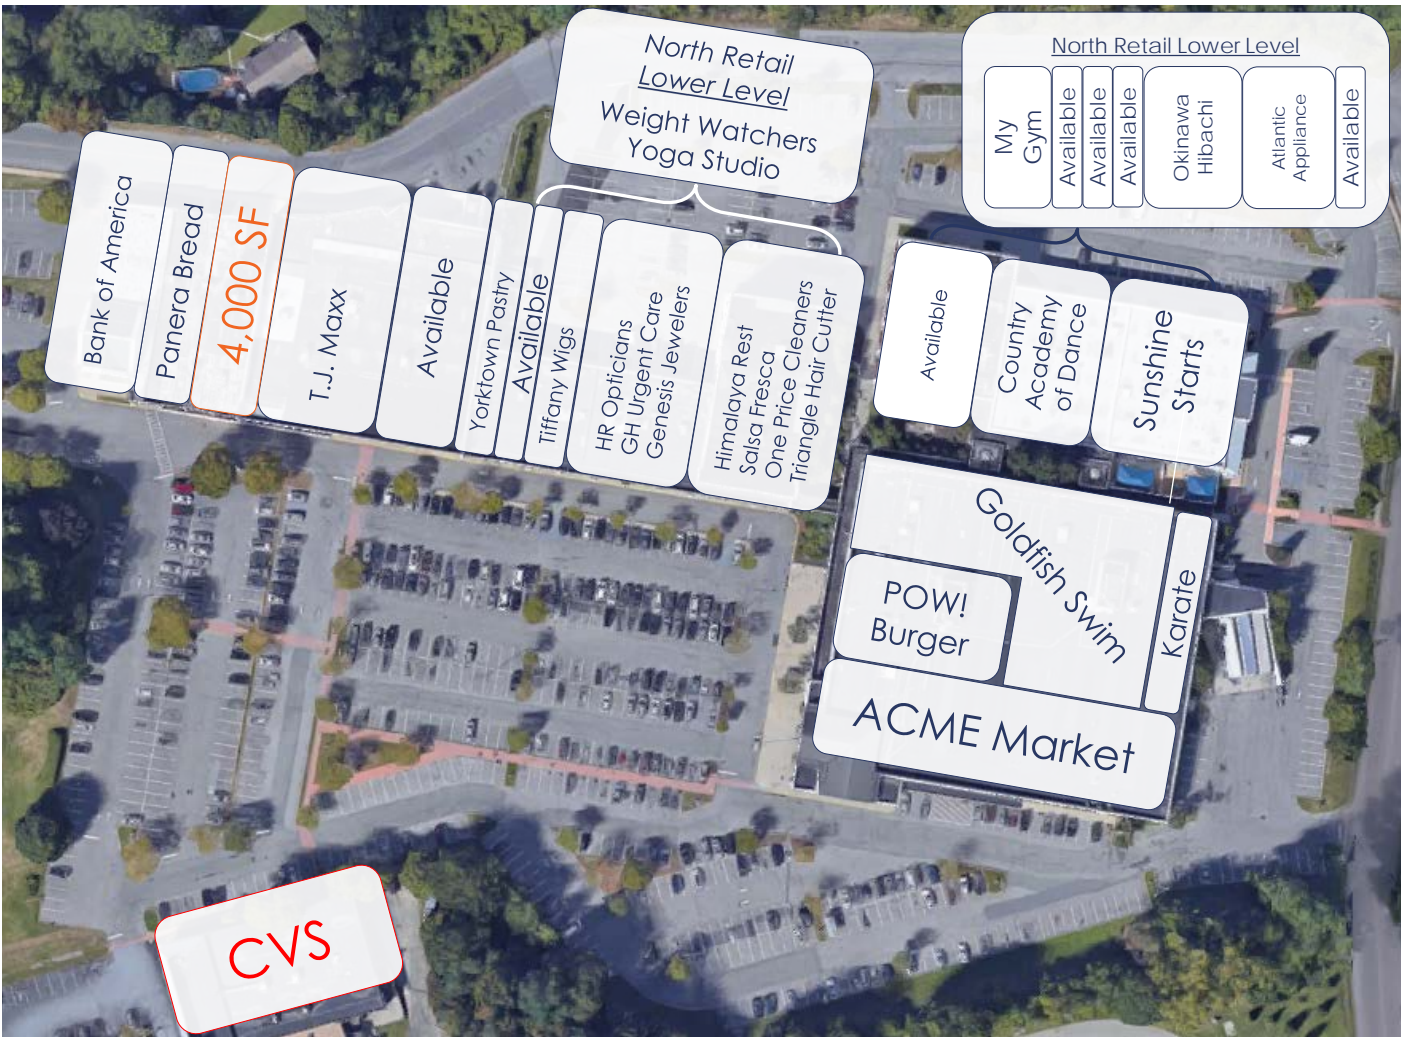 North Retail
Lower Level
Weight Watchers
Yoga Studio
North Retail Lower Level
My
Gym
Available
Available
Available
Okinawa
Hibachi
Atlantic
Appliance
Available
Bank of America
Panera Bread
4,000 SF
T.J. Maxx
Available
Yorktown Pastry
Available
Tiffany Wigs
HR Opticians
GH Urgent Care
Genesis Jewelers
Himalaya Rest
Salsa Fresca
One Price Cleaners
Triangle Hair Cutter
Available
Country
Academy
of Dance
Sunshine
Starts
Goldfish Swim
POW!
Burger
Karate
ACME Market
CVS